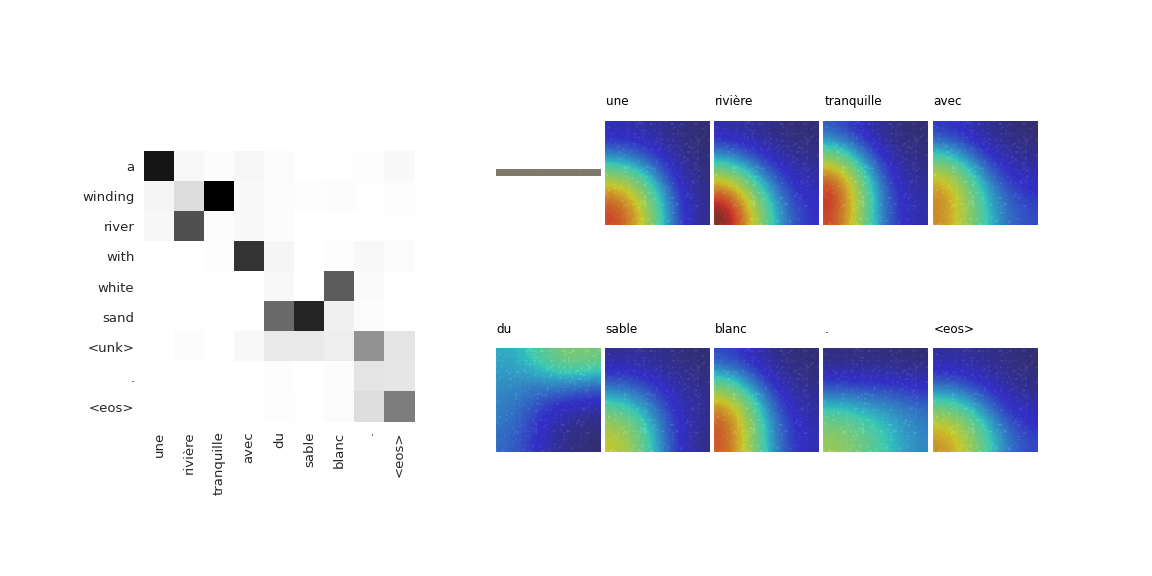 une rivière tranquille avec
a
winding
river
with
white
sand
<unk>
.
<eos>
du sable blanc . <eos>
une rivière tranquille avec du sable blanc . <eos>